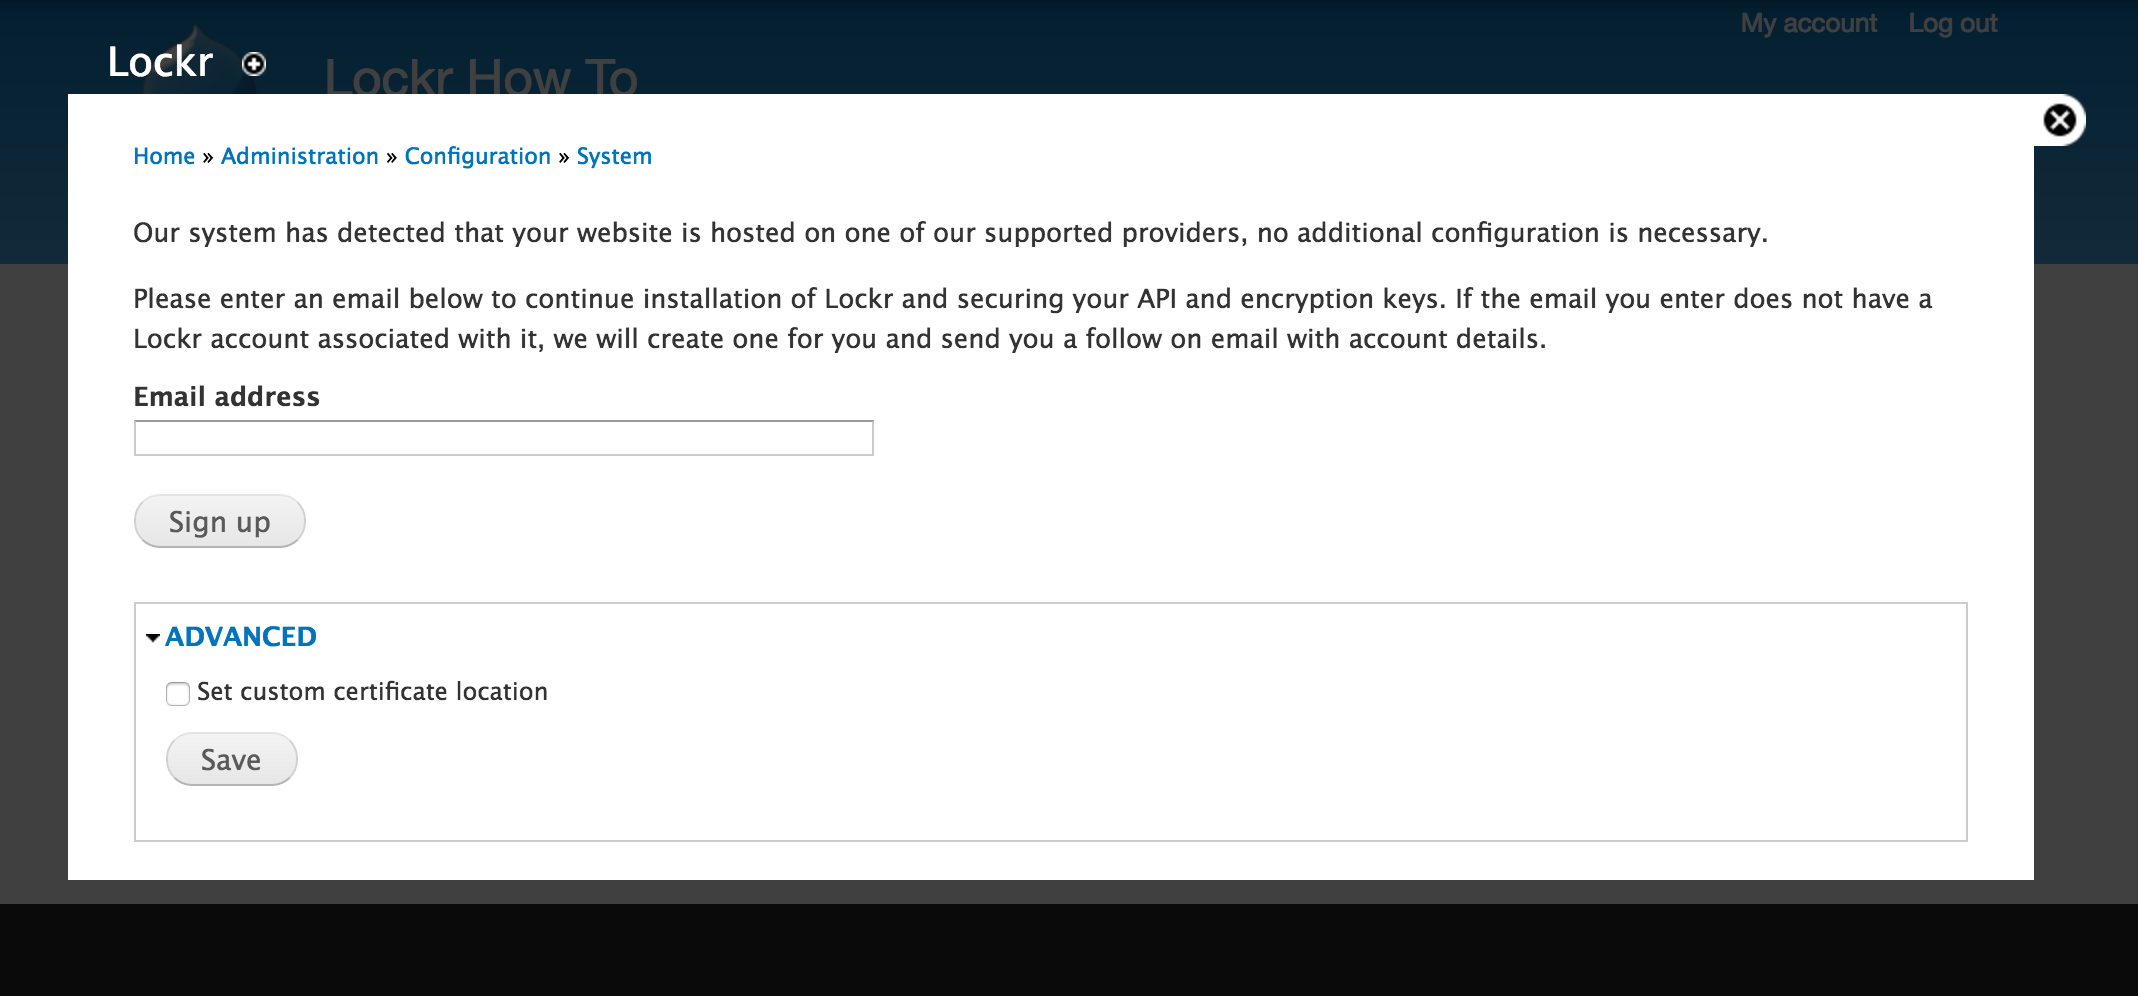 My account Log out
Lockr
Lockr How To
Home » Administration » Configuration » System
Our system has detected that your website is hosted on one of our supported providers, no additional configuration is necessary.
Please enter an email below to continue installation of Lockr and securing your API and encryption keys. If the email you enter does not have a
Lockr account associated with it, we will create one for you and send you a follow on email with account details.
Email address
Sign up
ADVANCED
Set custom certificate location
Save